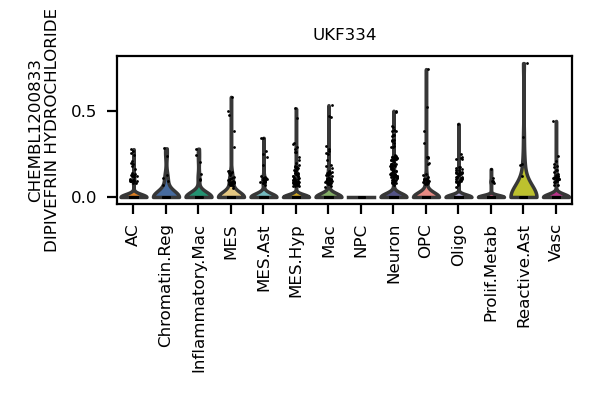 UKF334
CHEMBL1200833
DIPIVEFRIN HYDROCHLORIDE
0.5
0.0
AC
Chromatin.Reg
Inflammatory.Mac
MES
MES.Ast
MES.Hyp
Mac
NPC
Neuron
OPC
Oligo
Prolif.Metab
Reactive.Ast
Vasc